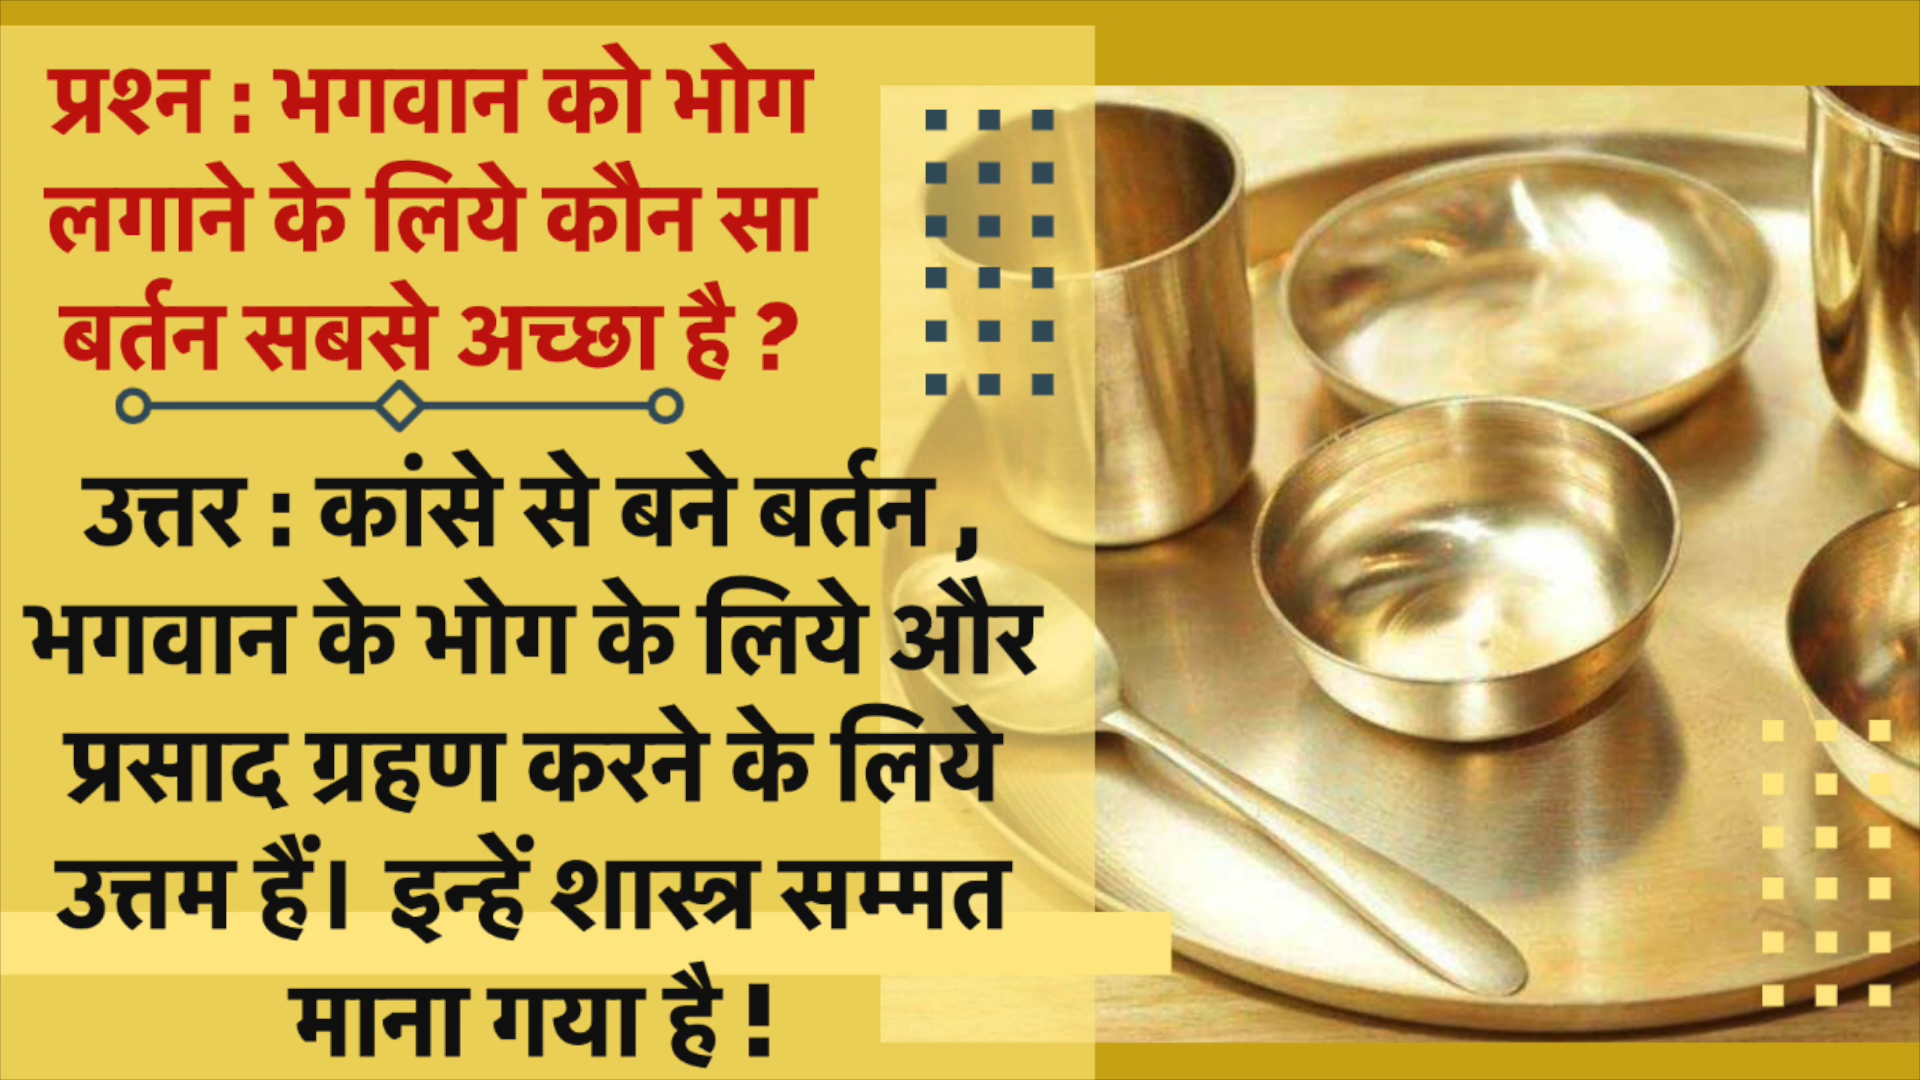 प्रश्न : भगवान को भोग
लगाने के लिये कौन सा
बर्तन सबसे अच्छा है ?
उत्तर : कांसे से बने बर्तन ,
भगवान के भोग के लिये और
प्रसाद ग्रहण करने के लिये
उत्तम हैं। इन्हें शास्त्र सम्मत
माना गया है !